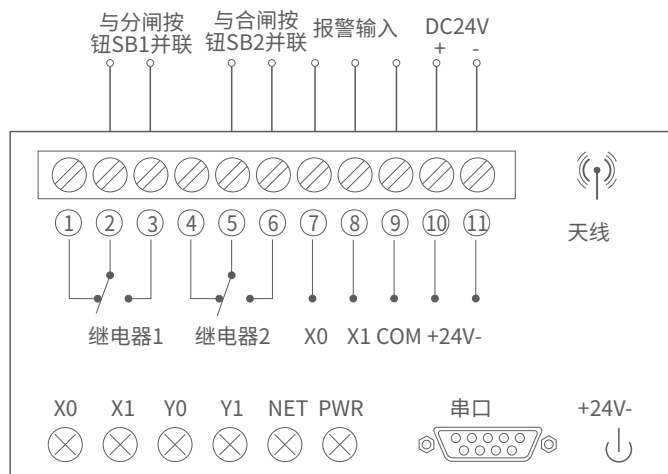 与分闸按
钮SB1并联
与合闸按
钮SB2并联
报警输入
DC24V
+ -
① ② ③ ④ ⑤ ⑥ ⑦ ⑧ ⑨ ⑩ ⑪
天线
继电器1 继电器2 X0 X1 COM +24V-
X0 X1 Y0 Y1 NET PWR 串口 +24V-